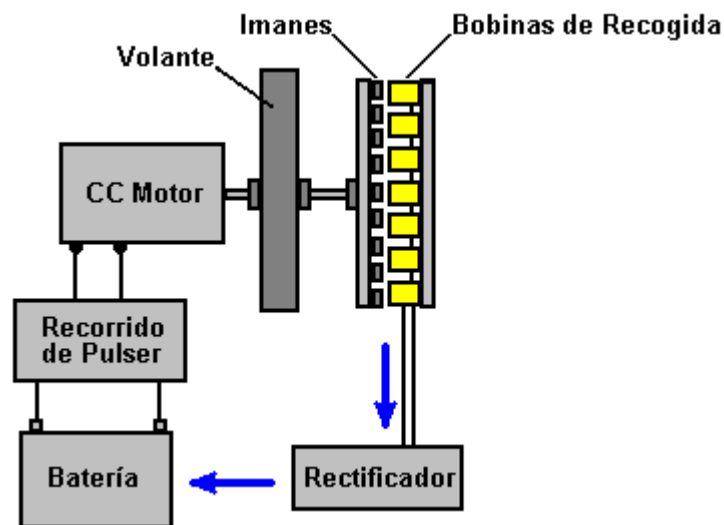 Imanes
Bobinas de Recogida
Volante
CC Motor
Recorrido
de Pulser
Batería
Rectificador